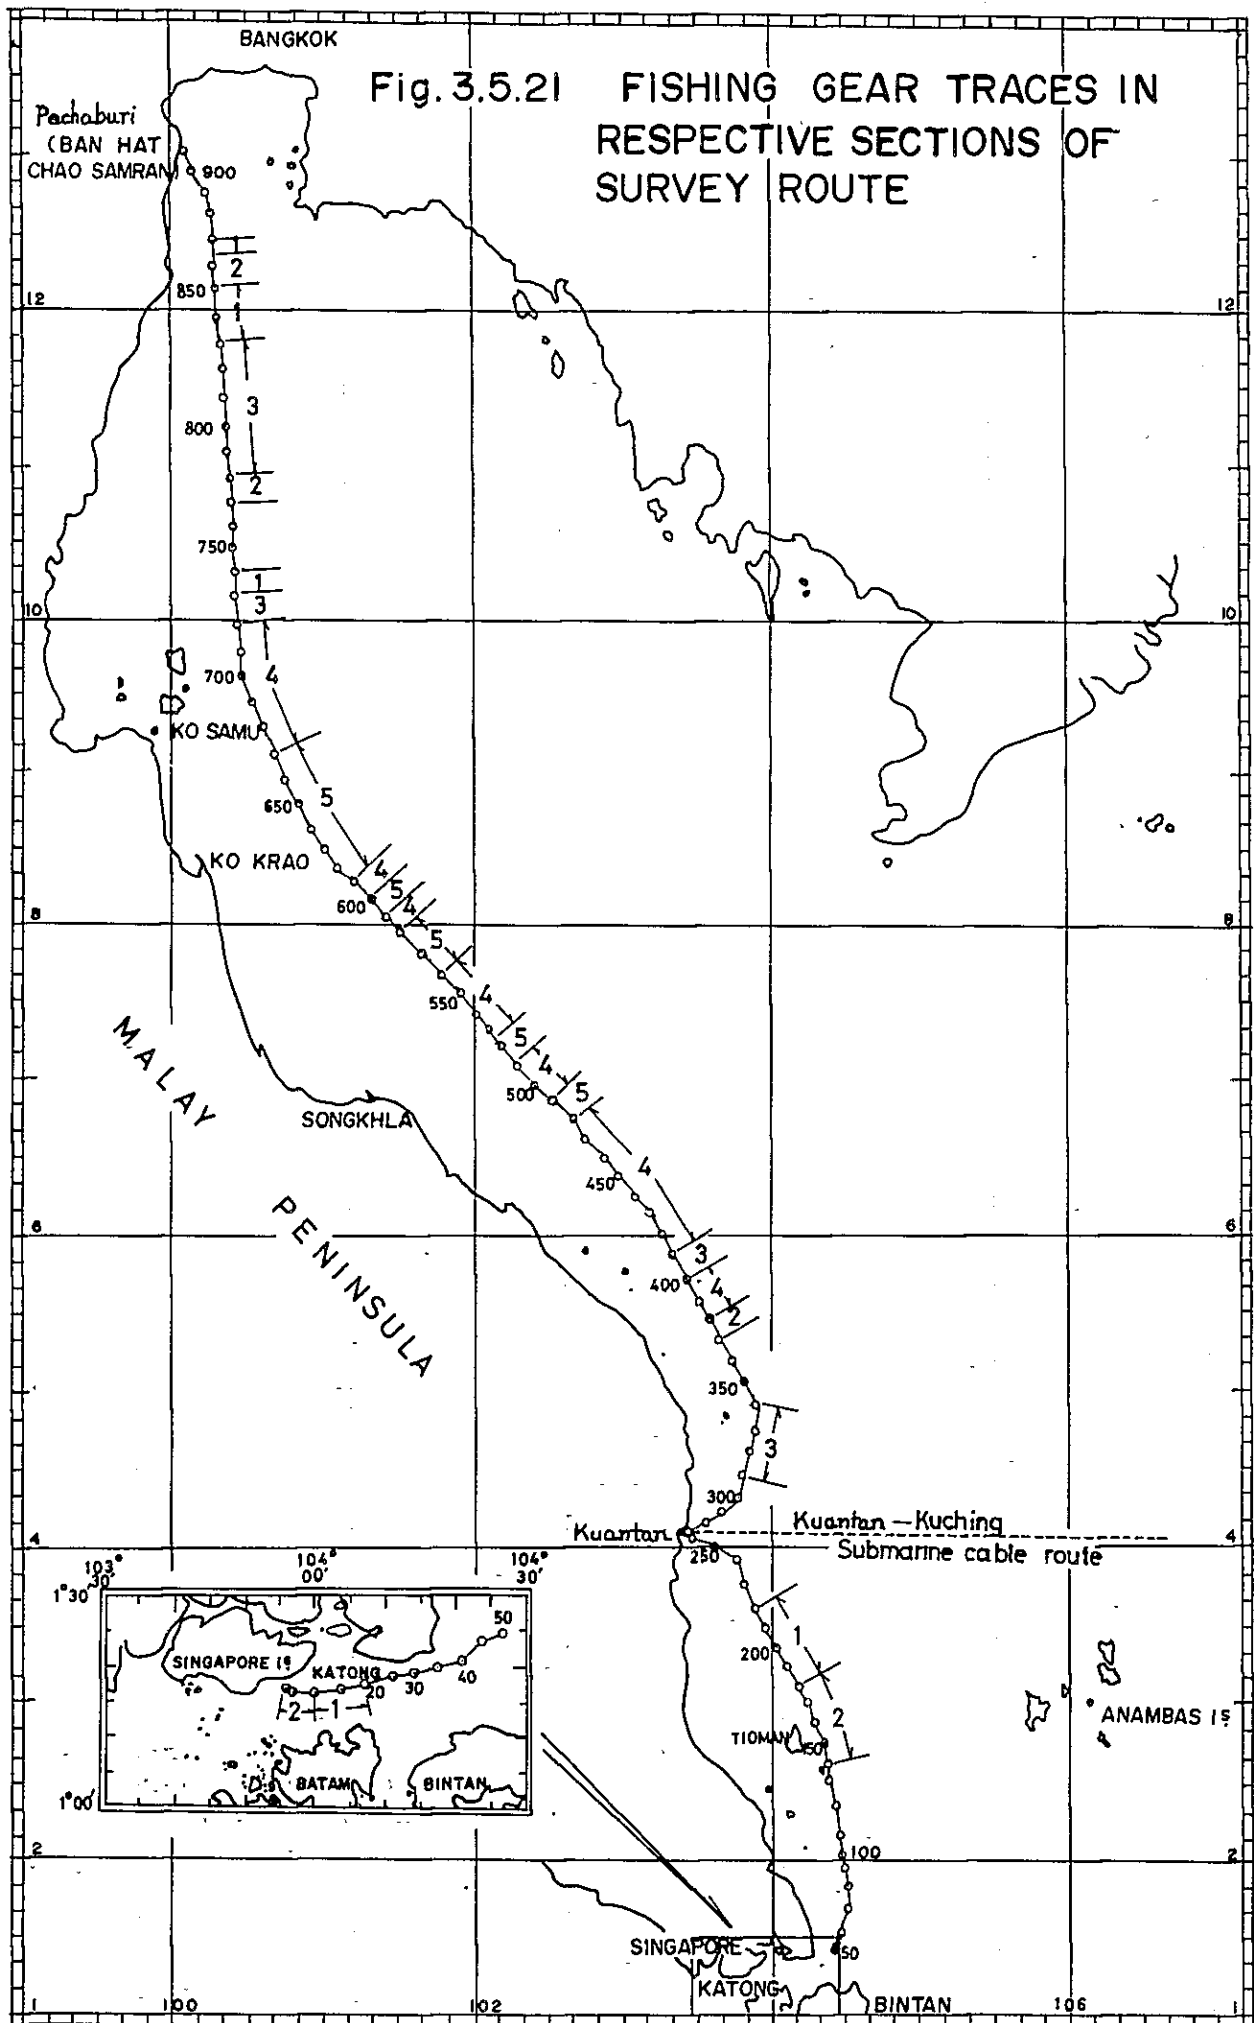 BANGKOK
Fig. 3.5.21 FISHING GEAR TRACES IN
RESPECTIVE SECTIONS OF
SURVEY ROUTE
Pachaburi
(BAN HAT
CHAO SAMRAN)
900
1
2
850
1
12
12
3
800
2
750
1
3
10
10
4
700
KO SAMU
5
650
KO KRAO
4
5
600
4
8
8
5
550
4
MALAY
5
4
500
5
SONGKHLA
4
450
PENINSULA
6
6
3
400
4
2
350
3
300
Kuantan
Kuantan — Kuching
Submarine cable route
4
4
250
103° 30'
104° 00'
104° 30'
1°30'
50
SINGAPORE Is
KATONG
20
30
40
2
1
BATAM
BINTAN
1°00'
1
200
2
TIOMAN
150
ANAMBAS Is
2
2
100
SINGAPORE
50
KATONG
BINTAN
1
100
102
106
1